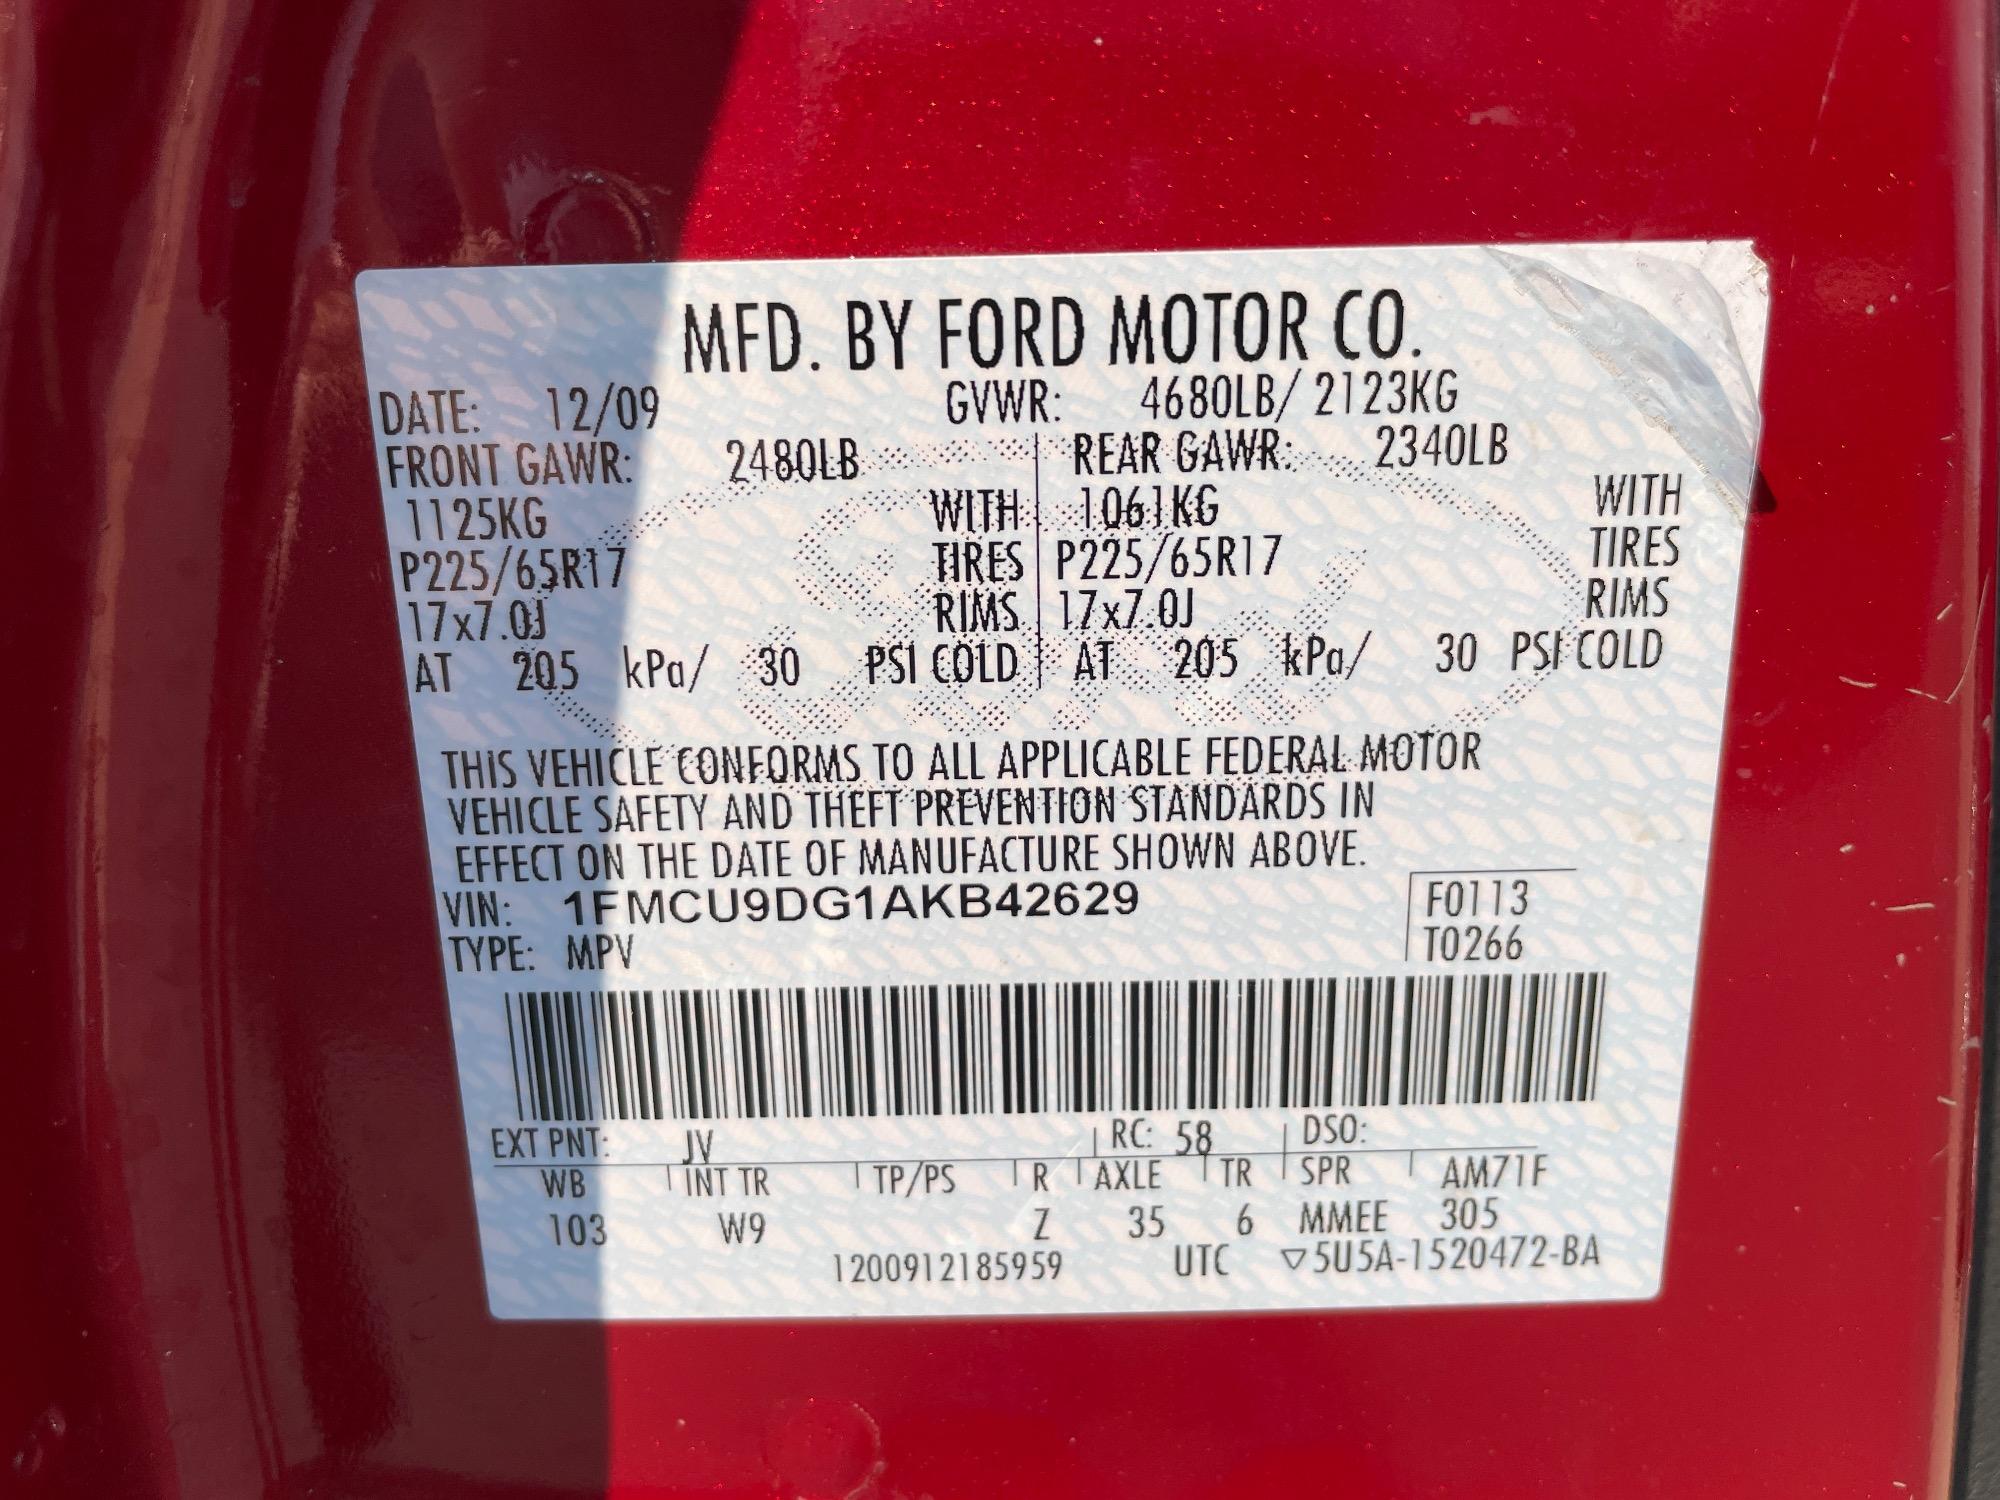 MFD. BY FORD MOTOR CO.
DATE: 12/09 GVWR: 4680LB/ 2123KG
FRONT GAWR: 2480LB REAR GAWR: 2340LB
1125KG WITH 1061KG WITH
P225/65R17 TIRES P225/65R17 TIRES
17x7.0J RIMS 17x7.0J RIMS
AT 205 kPa/ 30 PSI COLD AT 205 kPa/ 30 PSI COLD
THIS VEHICLE CONFORMS TO ALL APPLICABLE FEDERAL MOTOR
VEHICLE SAFETY AND THEFT PREVENTION STANDARDS IN
EFFECT ON THE DATE OF MANUFACTURE SHOWN ABOVE.
VIN: 1FMCU9DG1AKB42629 F0113
TYPE: MPV T0266
EXT PNT: JV RC: 58 DSO:
WB INT TR TP/PS R AXLE TR SPR AM71F
103 W9 Z 35 6 MMEE 305
1200912185959 UTC ▽5U5A-1520472-BA